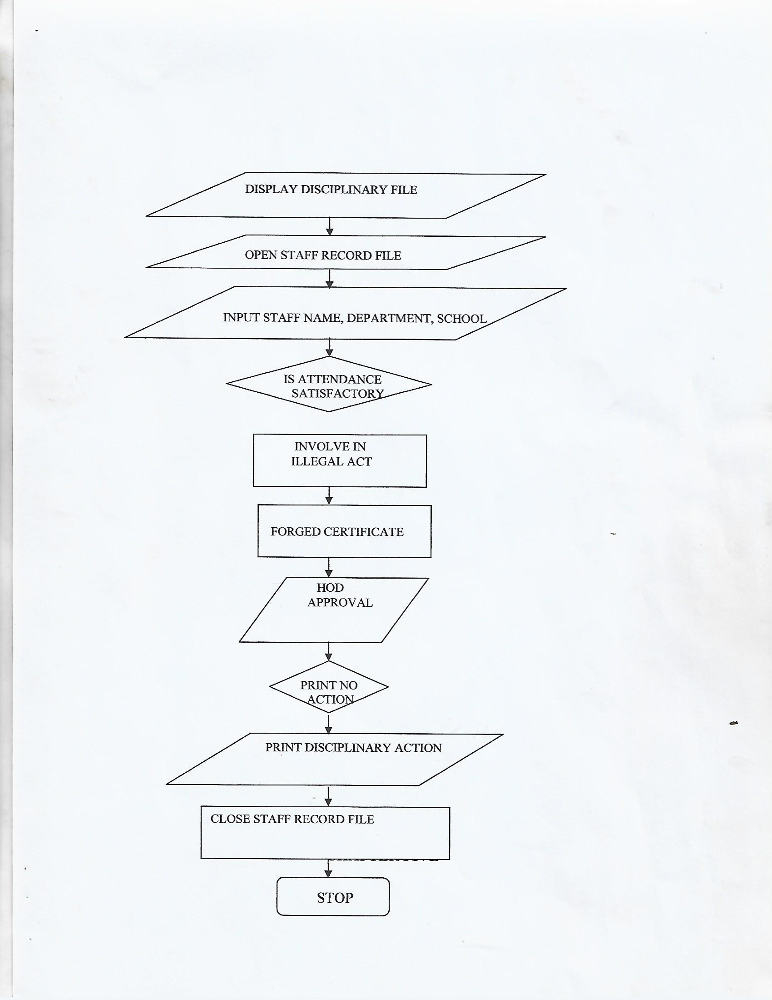 DISPLAY DISCIPLINARY FILE
OPEN STAFF RECORD FILE
INPUT STAFF NAME, DEPARTMENT, SCHOOL
IS ATTENDANCE
SATISFACTORY
INVOLVE IN
ILLEGAL ACT
FORGED CERTIFICATE
HOD
APPROVAL
PRINT NO
ACTION
PRINT DISCIPLINARY ACTION
CLOSE STAFF RECORD FILE
STOP